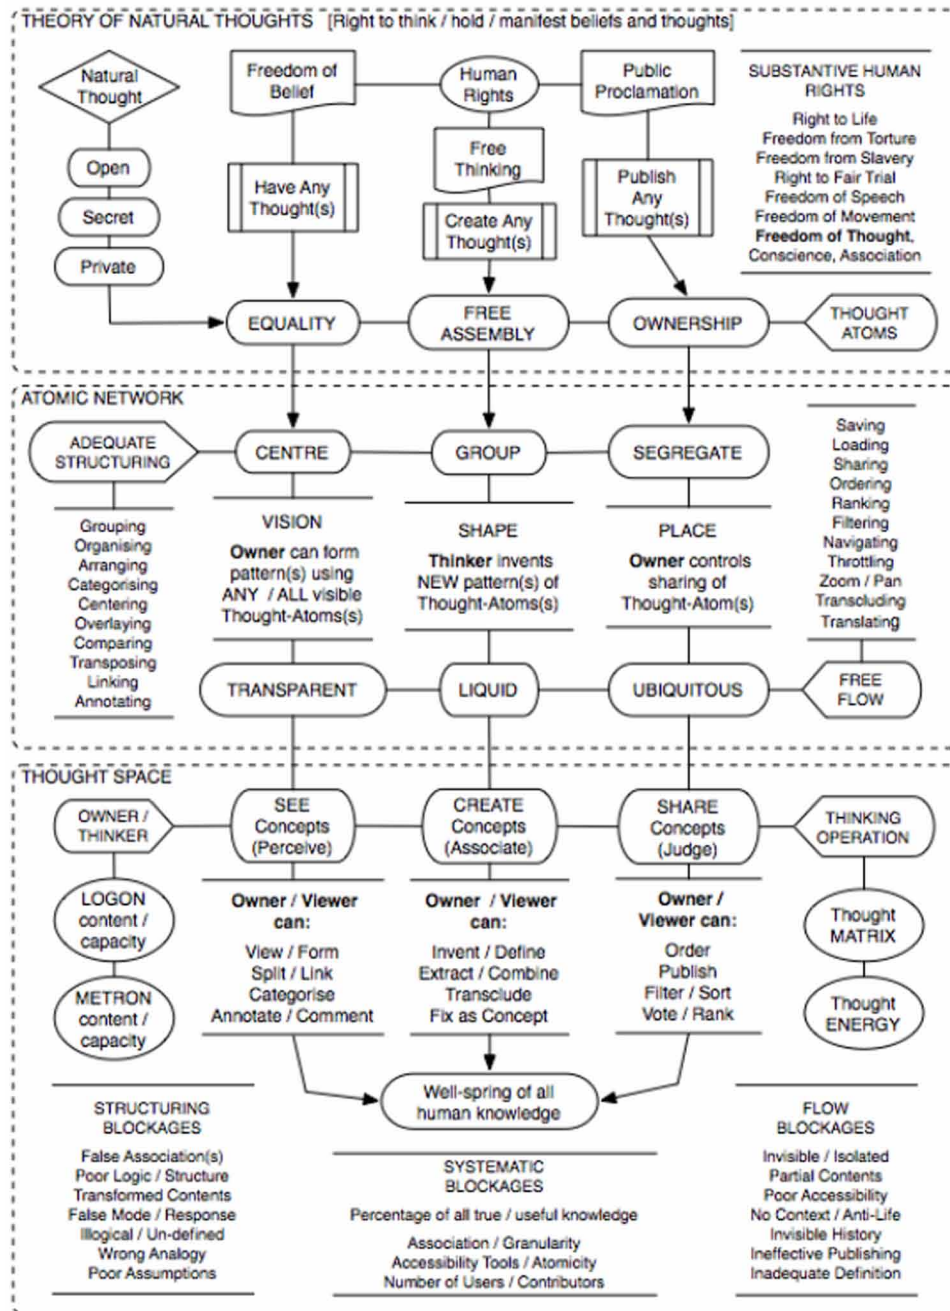 THEORY OF NATURAL THOUGHTS [Right to think / hold / manifest beliefs and thoughts]
Natural
Thought
Open
Secret
Private
Freedom of
Belief
Have Any
Thought(s)
Human
Rights
Free
Thinking
Create Any
Thought(s)
Public
Proclamation
Publish
Any
Thought(s)
SUBSTANTIVE HUMAN
RIGHTS
Right to Life
Freedom from Torture
Freedom from Slavery
Right to Fair Trial
Freedom of Speech
Freedom of Movement
Freedom of Thought,
Conscience, Association
EQUALITY
FREE
ASSEMBLY
OWNERSHIP
THOUGHT
ATOMS
ATOMIC NETWORK
ADEQUATE
STRUCTURING
Grouping
Organising
Arranging
Categorising
Centering
Overlaying
Comparing
Transposing
Linking
Annotating
CENTRE
VISION
Owner can form
pattern(s) using
ANY / ALL visible
Thought-Atoms(s)
TRANSPARENT
GROUP
SHAPE
Thinker invents
NEW pattern(s) of
Thought-Atoms(s)
LIQUID
SEGREGATE
PLACE
Owner controls
sharing of
Thought-Atom(s)
UBIQUITOUS
Saving
Loading
Sharing
Ordering
Ranking
Filtering
Navigating
Throttling
Zoom / Pan
Transcluding
Translating
FREE
FLOW
THOUGHT SPACE
OWNER /
THINKER
LOGON
content /
capacity
METRON
content /
capacity
SEE
Concepts
(Perceive)
Owner / Viewer
can:
View / Form
Split / Link
Categorise
Annotate / Comment
CREATE
Concepts
(Associate)
Owner / Viewer
can:
Invent / Define
Extract / Combine
Transclude
Fix as Concept
SHARE
Concepts
(Judge)
Owner /
Viewer can:
Order
Publish
Filter / Sort
Vote / Rank
THINKING
OPERATION
Thought
MATRIX
Thought
ENERGY
Well-spring of all
human knowledge
STRUCTURING
BLOCKAGES
False Association(s)
Poor Logic / Structure
Transformed Contents
False Mode / Response
Illogical / Un-defined
Wrong Analogy
Poor Assumptions
SYSTEMATIC
BLOCKAGES
Percentage of all true / useful knowledge
Association / Granularity
Accessibility Tools / Atomicity
Number of Users / Contributors
FLOW
BLOCKAGES
Invisible / Isolated
Partial Contents
Poor Accessibility
No Context / Anti-Life
Invisible History
Ineffective Publishing
Inadequate Definition